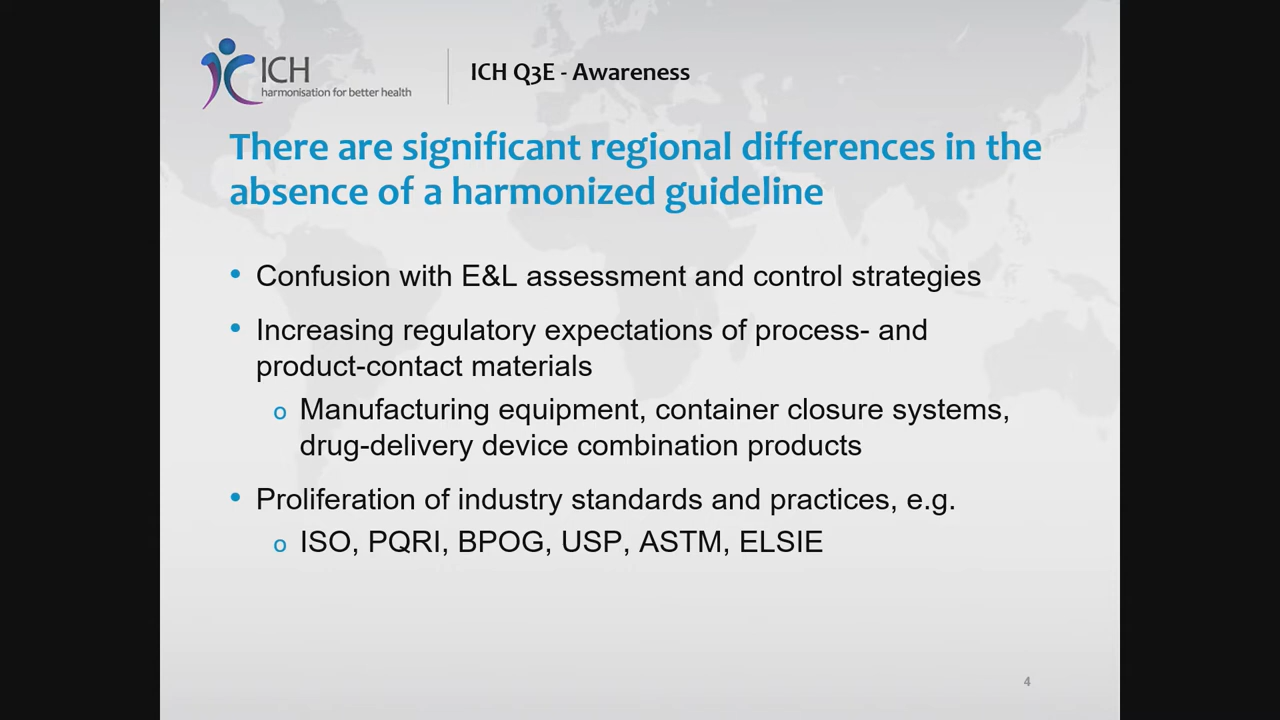 ICH
harmonisation for better health
ICH Q3E - Awareness
There are significant regional differences in the
absence of a harmonized guideline
• Confusion with E&L assessment and control strategies
• Increasing regulatory expectations of process- and
product-contact materials
o Manufacturing equipment, container closure systems,
drug-delivery device combination products
• Proliferation of industry standards and practices, e.g.
o ISO, PQRI, BPOG, USP, ASTM, ELSIE
4